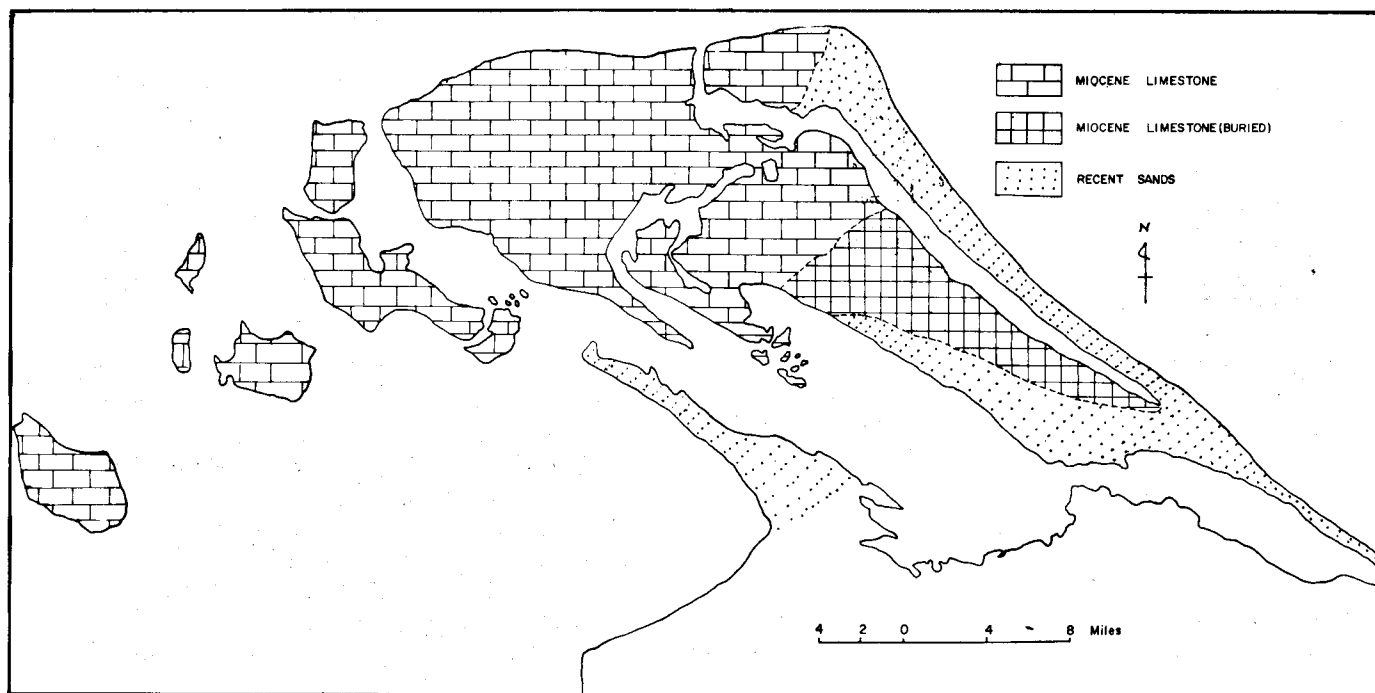 MIOCENE LIMESTONE
MIOCENE LIMESTONE(BURIED)
RECENT SANDS
N
4 2 0 4 8 Miles